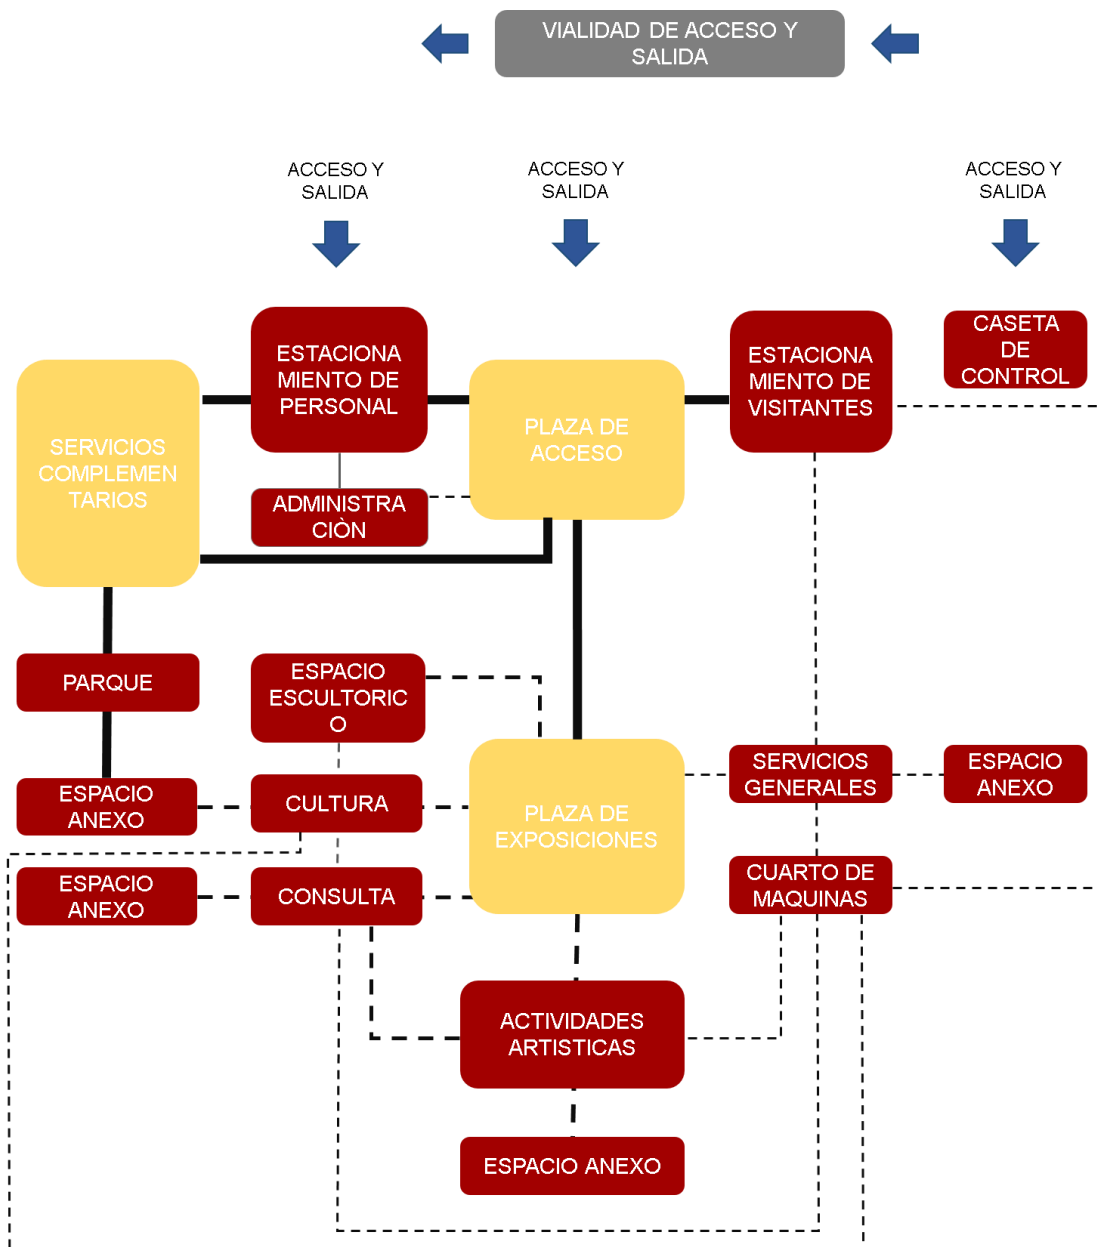 VIALIDAD DE ACCESO Y
SALIDA
ACCESO Y
SALIDA
ACCESO Y
SALIDA
ACCESO Y
SALIDA
ESTACIONA
MIENTO DE
PERSONAL
ESTACIONA
MIENTO DE
VISITANTES
CASETA
DE
CONTROL
SERVICIOS
COMPLEMEN
TARIOS
PLAZA DE
ACCESO
ADMINISTRA
CIÒN
PARQUE
ESPACIO
ESCULTORIC
O
ESPACIO
ANEXO
CULTURA
PLAZA DE
EXPOSICIONES
SERVICIOS
GENERALES
ESPACIO
ANEXO
ESPACIO
ANEXO
CONSULTA
CUARTO DE
MAQUINAS
ACTIVIDADES
ARTISTICAS
ESPACIO ANEXO